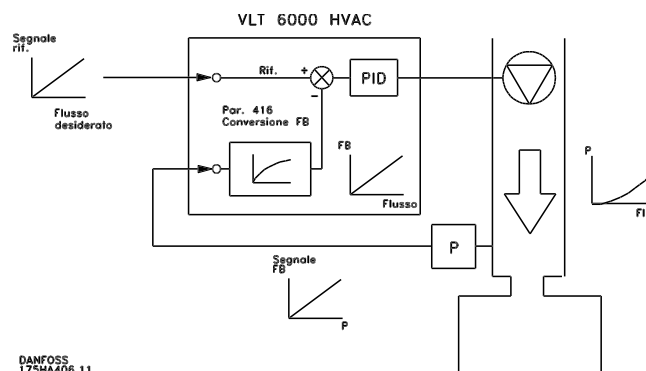 VLT 6000 HVAC
Segnale
rif.
Flusso
desiderato
Rif.
+
−
PID
Par. 416
Conversione FB
FB
Flusso
P
Fl
P
Segnale
FB
P
DANFOSS
175HA406.11